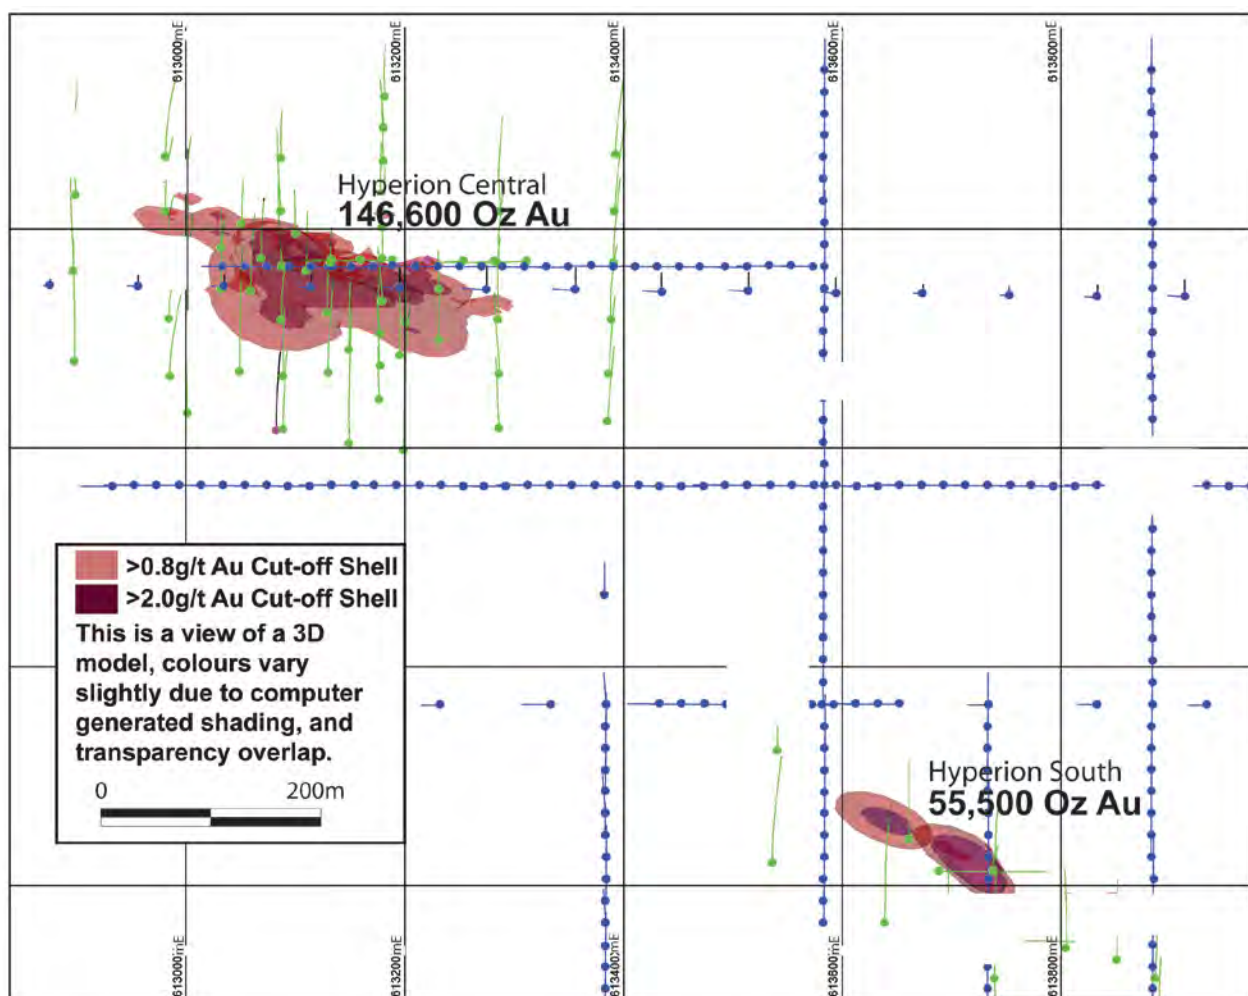 613000mE
613200mE
613400mE
613600mE
613800mE
Hyperion Central
146,600 Oz Au
>0.8g/t Au Cut-off Shell
>2.0g/t Au Cut-off Shell
This is a view of a 3D
model, colours vary
slightly due to computer
generated shading, and
transparency overlap.
0 200m
Hyperion South
55,500 Oz Au
613000mE
613200mE
613400mE
613600mE
613800mE